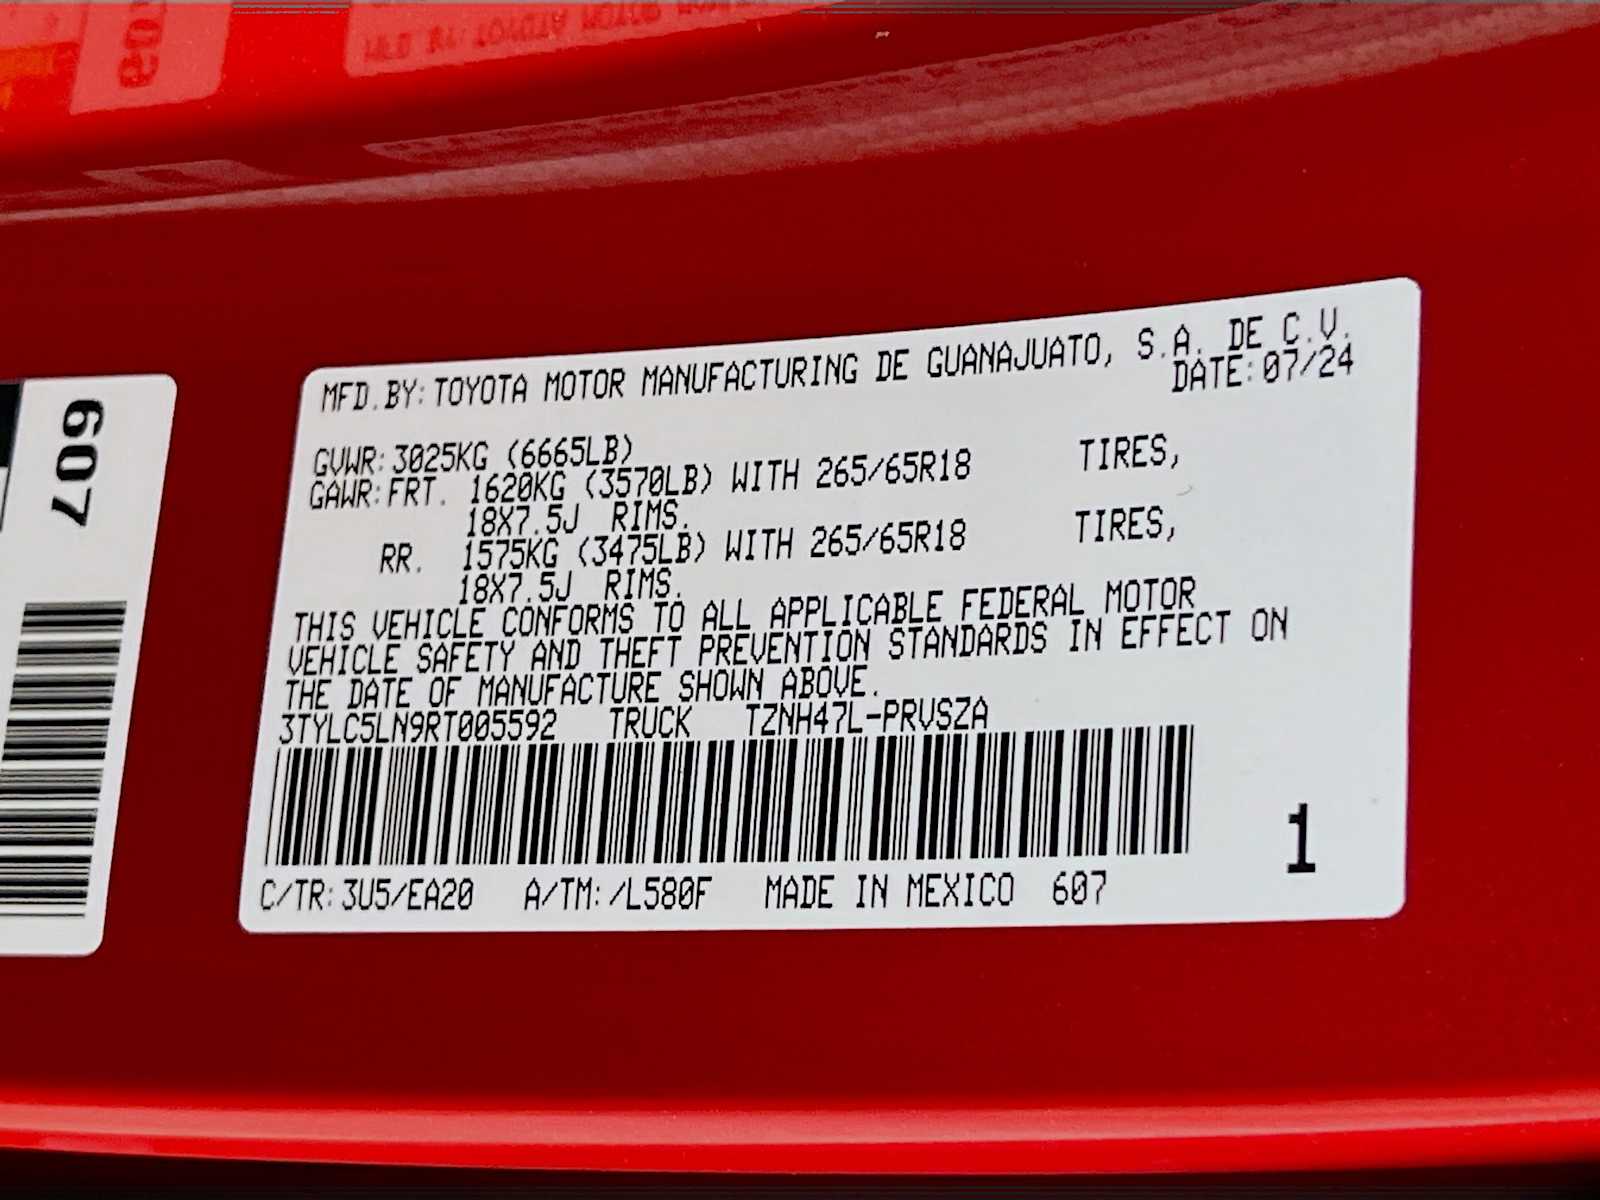 MFD.BY: TOYOTA MOTOR MANUFACTURING DE GUANAJUATO, S.A. DE C.V.
DATE: 07/24
GVWR: 3025KG (6665LB)
GAWR: FRT. 1620KG (3570LB) WITH 265/65R18 TIRES,
18X7.5J RIMS.
RR. 1575KG (3475LB) WITH 265/65R18 TIRES,
18X7.5J RIMS.
THIS VEHICLE CONFORMS TO ALL APPLICABLE FEDERAL MOTOR
VEHICLE SAFETY AND THEFT PREVENTION STANDARDS IN EFFECT ON
THE DATE OF MANUFACTURE SHOWN ABOVE.
3TYLC5LN9RT005592 TRUCK TZNH47L-PRVSZA
1
C/TR: 3U5/EA20 A/TM: /L580F MADE IN MEXICO 607
607